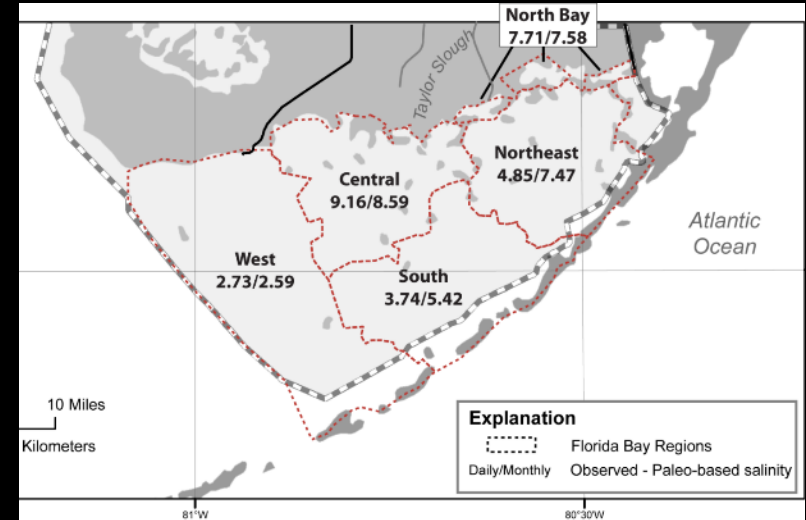 North Bay
7.71/7.58
Taylor Slough
Northeast
4.85/7.47
Central
9.16/8.59
Atlantic
Ocean
West
2.73/2.59
South
3.74/5.42
10 Miles
Kilometers
Explanation
Florida Bay Regions
Daily/Monthly Observed - Paleo-based salinity
81°W
80°30'W